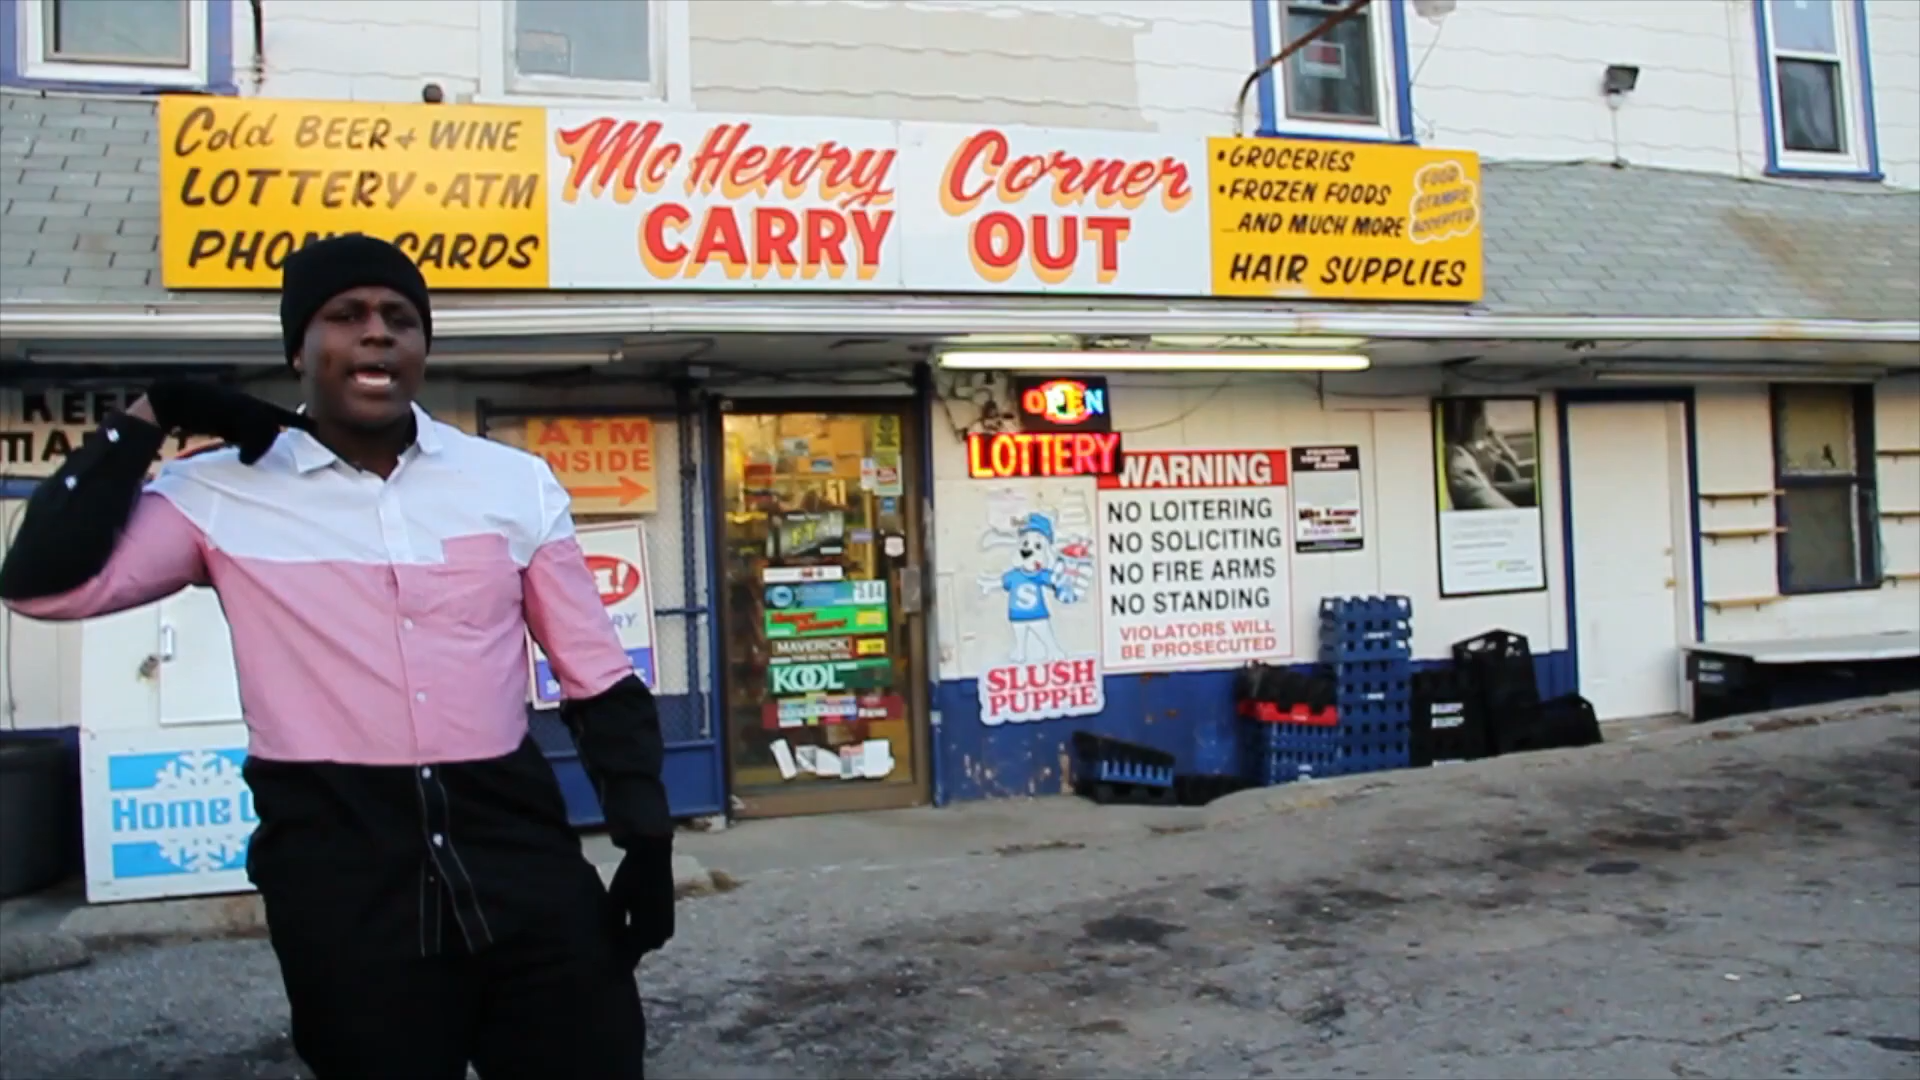 Cold BEER + WINE
LOTTERY • ATM
PHONE CARDS
McHenry Corner
CARRY OUT
• GROCERIES
• FROZEN FOODS
...AND MUCH MORE
HAIR SUPPLIES
FOOD
STAMPS
ACCEPTED
KEEP
ATM
INSIDE
OPEN
LOTTERY
WARNING
NO LOITERING
NO SOLICITING
NO FIRE ARMS
NO STANDING
VIOLATORS WILL
BE PROSECUTED
S
SLUSH
PUPPiE
MAVERICK
KOOL
Home